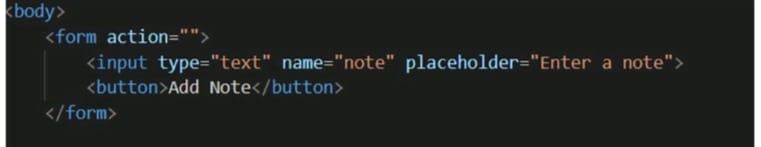 <body>
<form action="">
<input type="text" name="note" placeholder="Enter a note">
<button>Add Note</button>
</form>